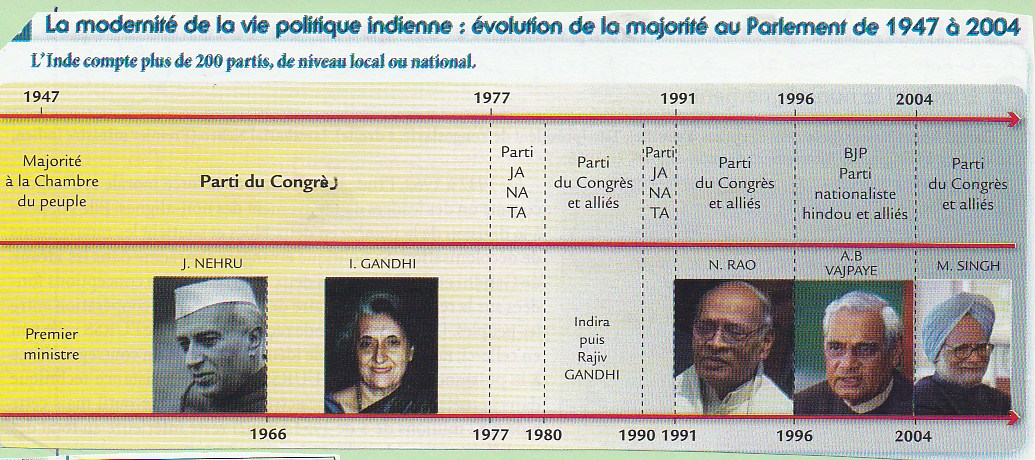 La modernité de la vie politique indienne : évolution de la majorité au Parlement de 1947 à 2004
L'Inde compte plus de 200 partis, de niveau local ou national.
1947 1977 1991 1996 2004
Majorité
à la Chambre
du peuple
Parti du Congrès
Parti
JA
NA
TA
Parti
du Congrès
et alliés
Parti
JA
NA
TA
Parti
du Congrès
et alliés
BJP
Parti
nationaliste
hindou et alliés
Parti
du Congrès
et alliés
Premier
ministre
J. NEHRU
I. GANDHI
Indira
puis
Rajiv
GANDHI
N. RAO
A.B
VAJPAYE
M. SINGH
1966 1977 1980 1990 1991 1996 2004